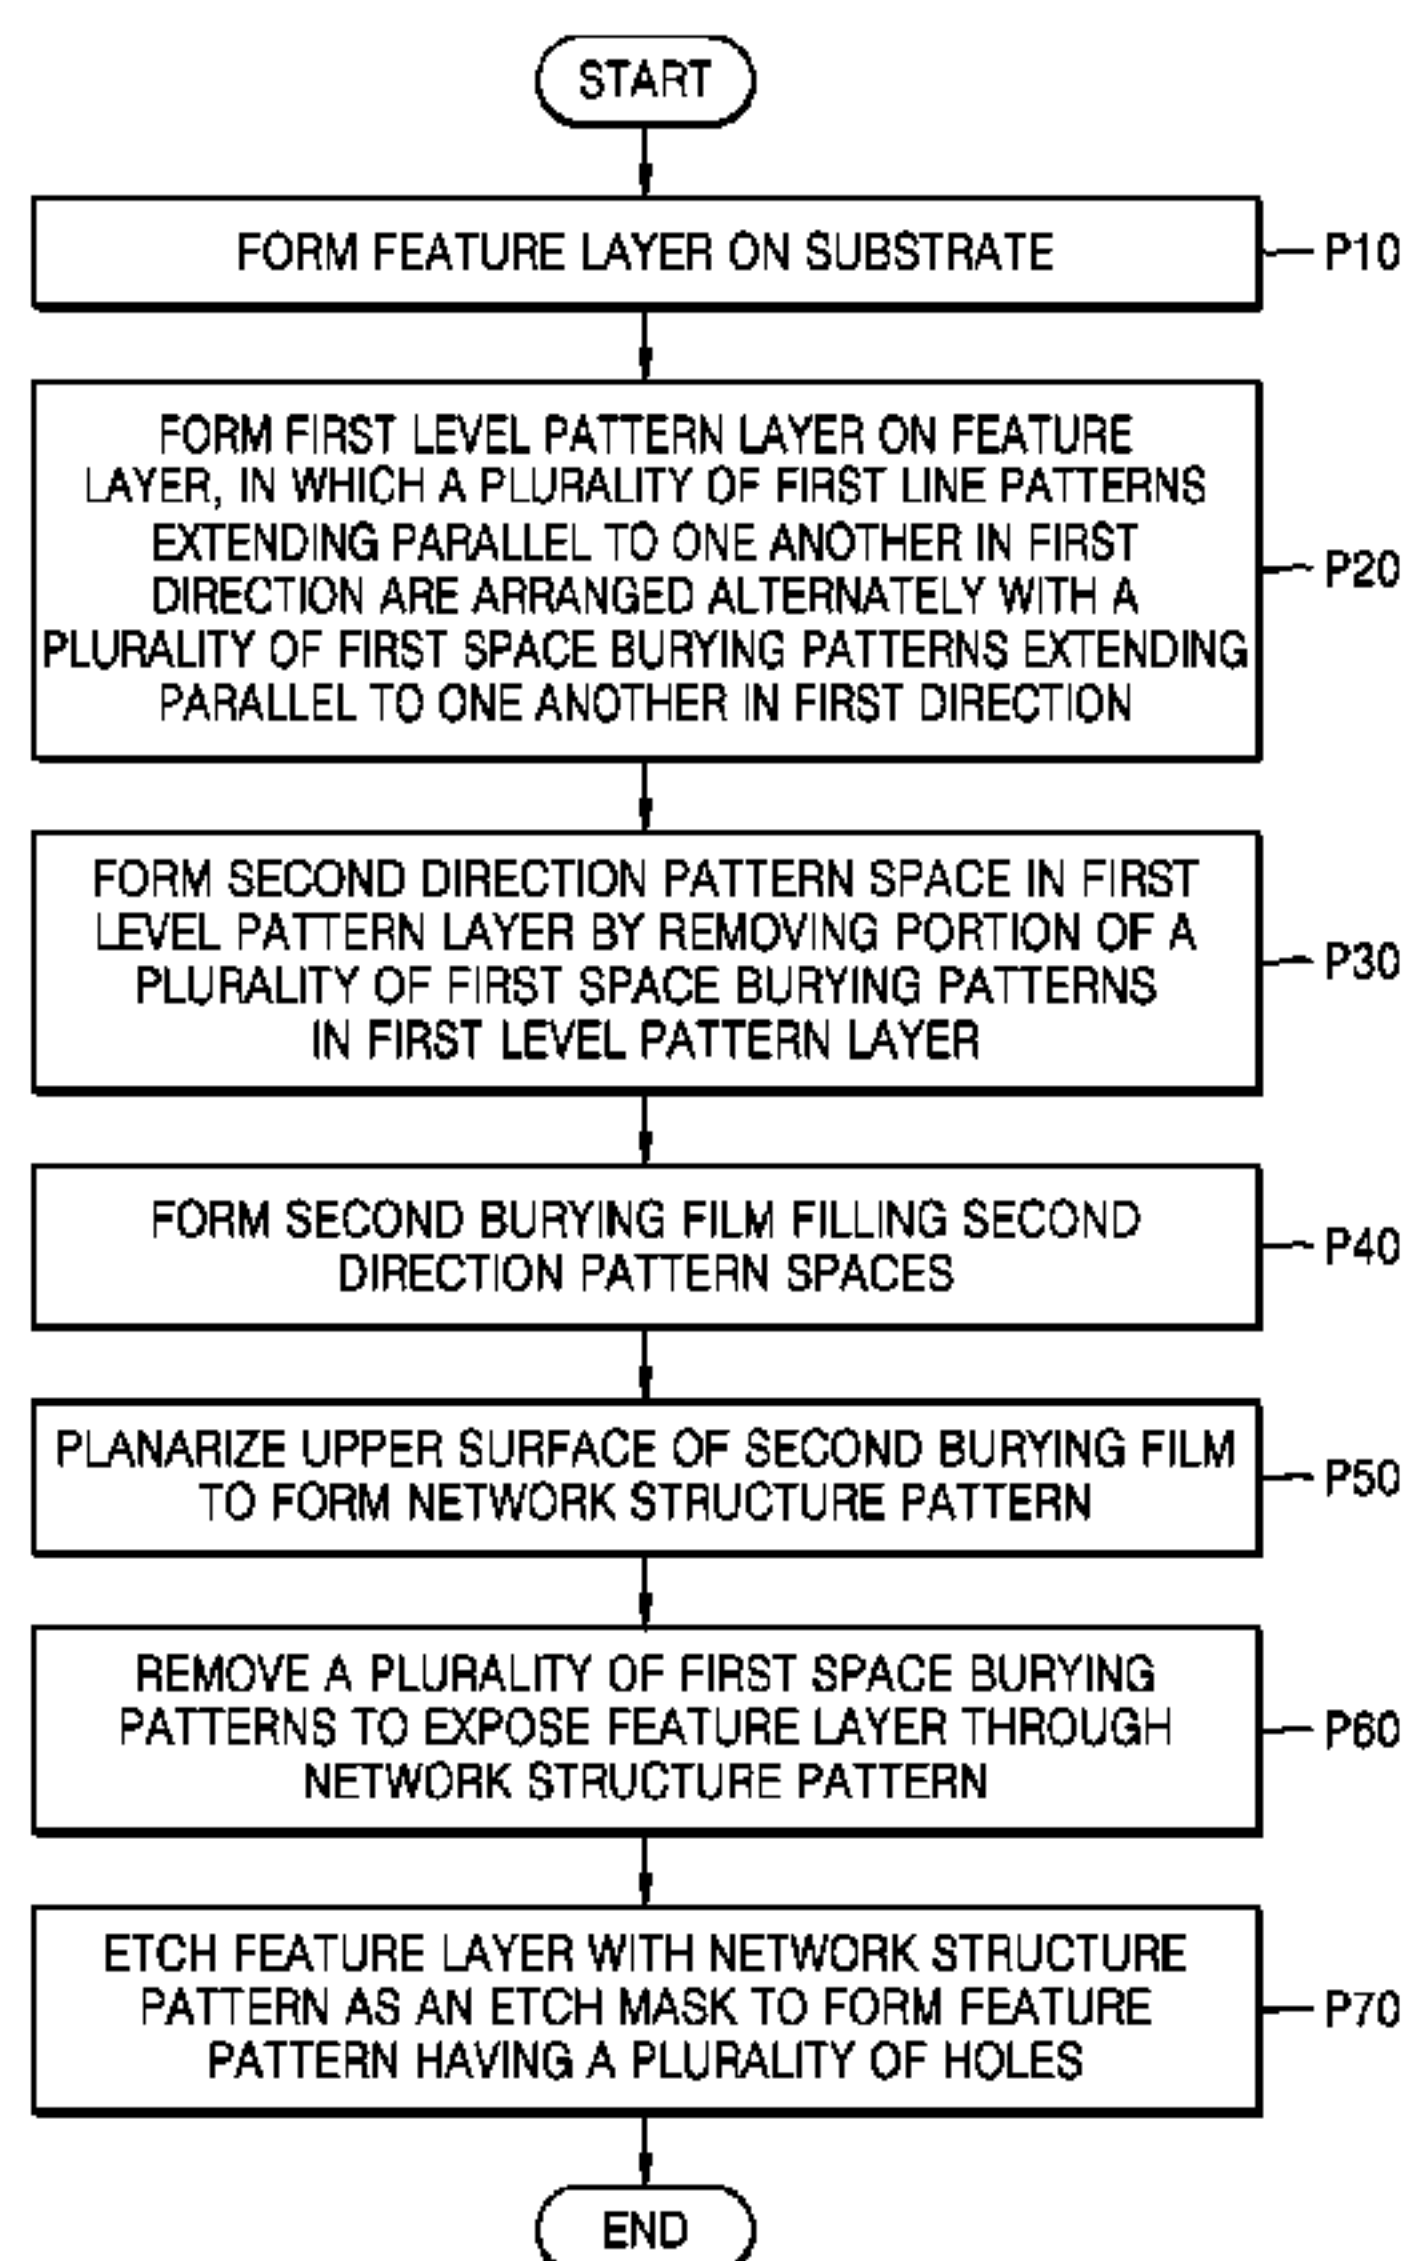 START
FORM FEATURE LAYER ON SUBSTRATE
P10
FORM FIRST LEVEL PATTERN LAYER ON FEATURE
LAYER, IN WHICH A PLURALITY OF FIRST LINE PATTERNS
EXTENDING PARALLEL TO ONE ANOTHER IN FIRST
DIRECTION ARE ARRANGED ALTERNATELY WITH A
PLURALITY OF FIRST SPACE BURYING PATTERNS EXTENDING
PARALLEL TO ONE ANOTHER IN FIRST DIRECTION
P20
FORM SECOND DIRECTION PATTERN SPACE IN FIRST
LEVEL PATTERN LAYER BY REMOVING PORTION OF A
PLURALITY OF FIRST SPACE BURYING PATTERNS
IN FIRST LEVEL PATTERN LAYER
P30
FORM SECOND BURYING FILM FILLING SECOND
DIRECTION PATTERN SPACES
P40
PLANARIZE UPPER SURFACE OF SECOND BURYING FILM
TO FORM NETWORK STRUCTURE PATTERN
P50
REMOVE A PLURALITY OF FIRST SPACE BURYING
PATTERNS TO EXPOSE FEATURE LAYER THROUGH
NETWORK STRUCTURE PATTERN
P60
ETCH FEATURE LAYER WITH NETWORK STRUCTURE
PATTERN AS AN ETCH MASK TO FORM FEATURE
PATTERN HAVING A PLURALITY OF HOLES
P70
END